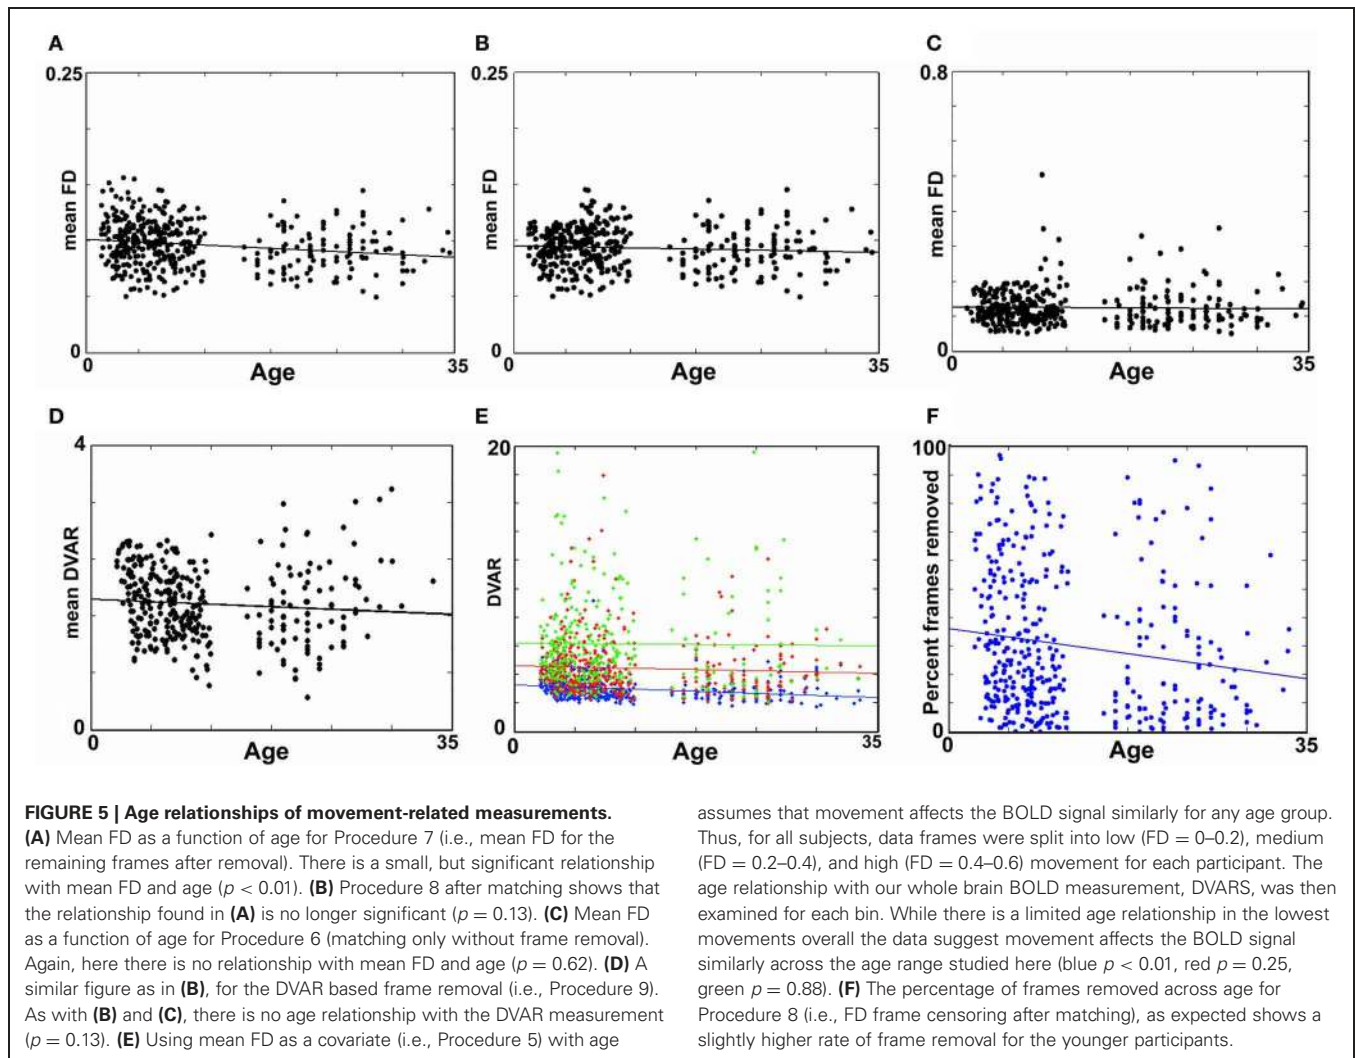 A
0.25
mean FD
0
0
Age
35
B
0.25
mean FD
0
0
Age
35
C
0.8
mean FD
0
0
Age
35
D
4
mean DVAR
0
0
Age
35
E
20
DVAR
0
0
Age
35
F
100
Percent frames removed
0
0
Age
35
FIGURE 5 | Age relationships of movement-related measurements.
(A) Mean FD as a function of age for Procedure 7 (i.e., mean FD for the
remaining frames after removal). There is a small, but significant relationship
with mean FD and age (p < 0.01). (B) Procedure 8 after matching shows that
the relationship found in (A) is no longer significant (p = 0.13). (C) Mean FD
as a function of age for Procedure 6 (matching only without frame removal).
Again, here there is no relationship with mean FD and age (p = 0.62). (D) A
similar figure as in (B), for the DVAR based frame removal (i.e., Procedure 9).
As with (B) and (C), there is no age relationship with the DVAR measurement
(p = 0.13). (E) Using mean FD as a covariate (i.e., Procedure 5) with age
assumes that movement affects the BOLD signal similarly for any age group.
Thus, for all subjects, data frames were split into low (FD = 0–0.2), medium
(FD = 0.2–0.4), and high (FD = 0.4–0.6) movement for each participant. The
age relationship with our whole brain BOLD measurement, DVARS, was then
examined for each bin. While there is a limited age relationship in the lowest
movements overall the data suggest movement affects the BOLD signal
similarly across the age range studied here (blue p < 0.01, red p = 0.25,
green p = 0.88). (F) The percentage of frames removed across age for
Procedure 8 (i.e., FD frame censoring after matching), as expected shows a
slightly higher rate of frame removal for the younger participants.